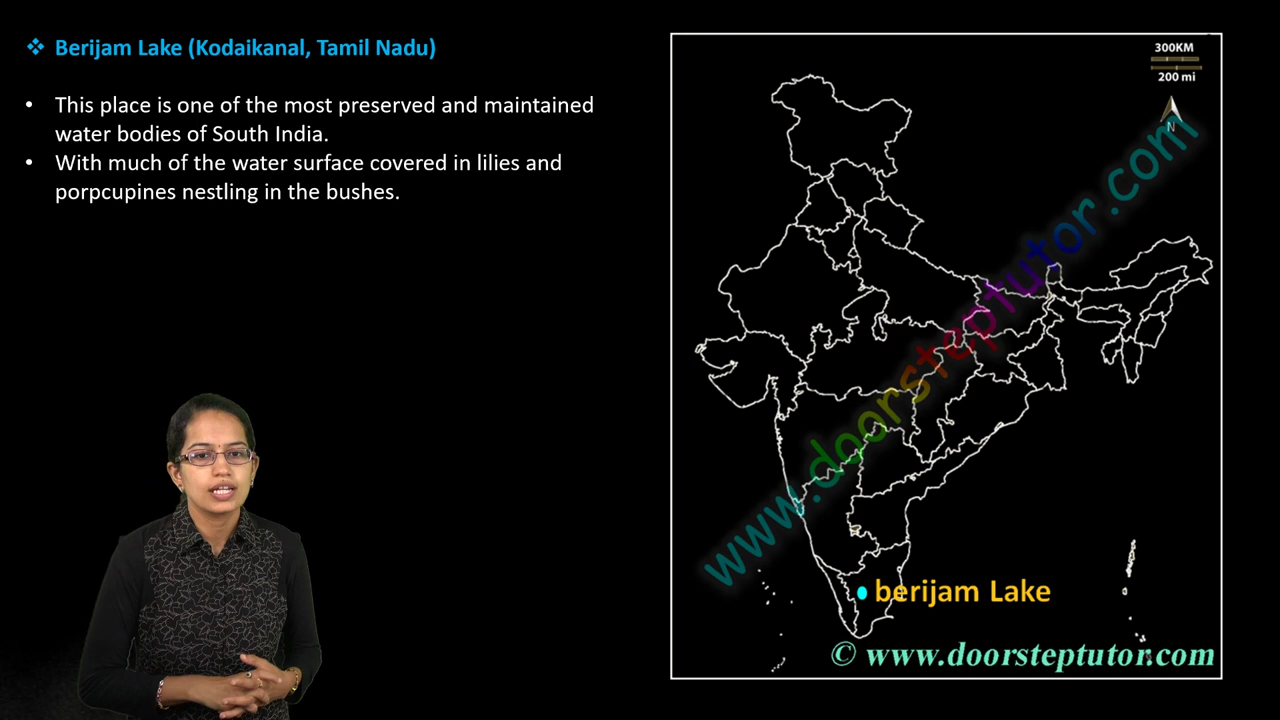 ❖ Berijam Lake (Kodaikanal, Tamil Nadu)
• This place is one of the most preserved and maintained
water bodies of South India.
• With much of the water surface covered in lilies and
porpcupines nestling in the bushes.
300KM
200 mi
N
www.doorsteptutor.com
berijam Lake
© www.doorsteptutor.com